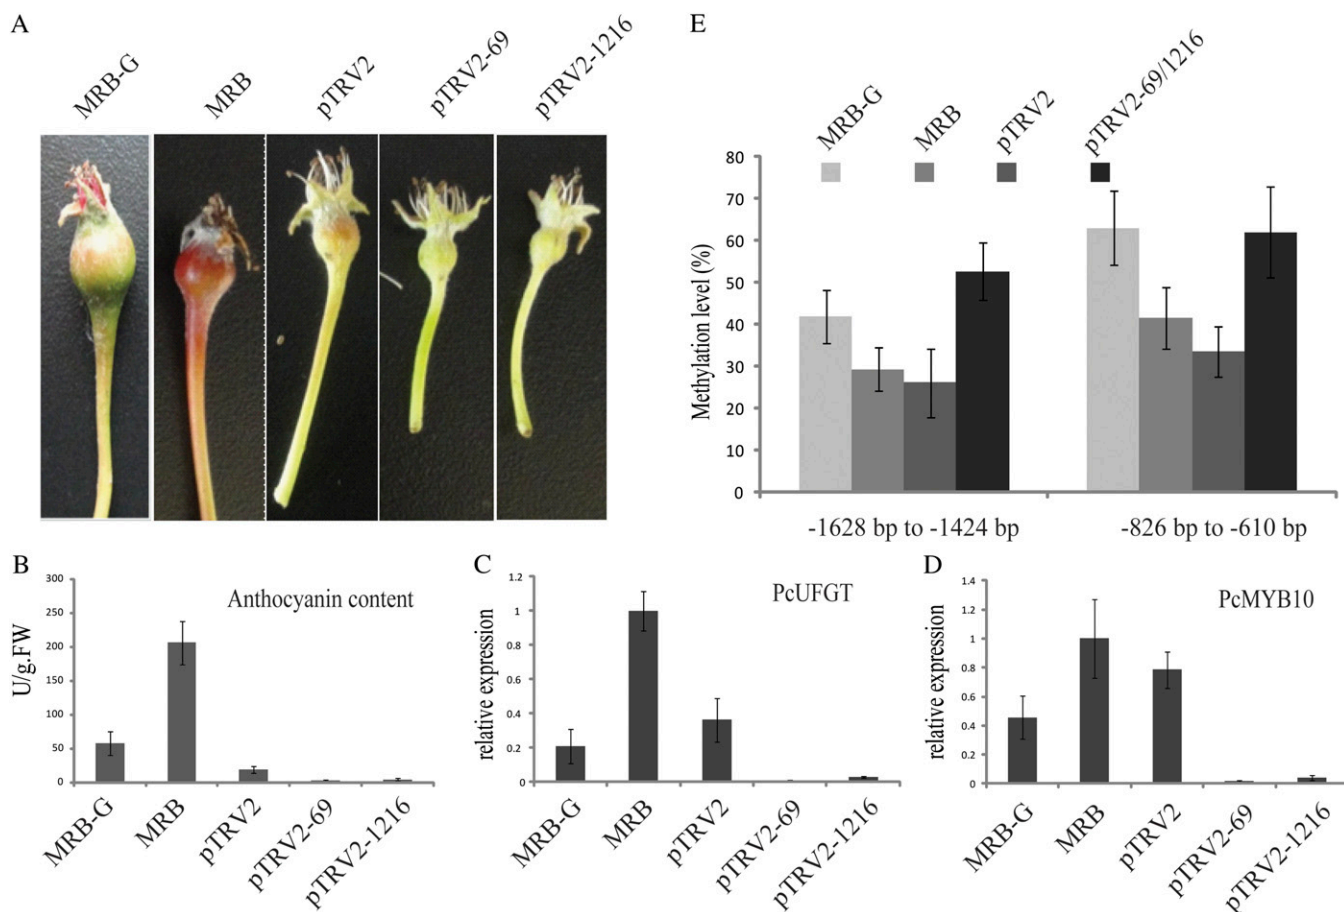 A
MRB-G
MRB
pTRV2
pTRV2-69
pTRV2-1216
E
MRB-G
MRB
pTRV2
pTRV2-69/1216
Methylation level (%)
80
70
60
50
40
30
20
10
0
-1628 bp to -1424 bp
-826 bp to -610 bp
B
Anthocyanin content
U/g.FW
300
250
200
150
100
50
0
MRB-G
MRB
pTRV2
pTRV2-69
pTRV2-1216
C
PcUFGT
relative expression
1.2
1
0.8
0.6
0.4
0.2
0
MRB-G
MRB
pTRV2
pTRV2-69
pTRV2-1216
D
PcMYB10
relative expression
1.4
1.2
1
0.8
0.6
0.4
0.2
0
MRB-G
MRB
pTRV2
pTRV2-69
pTRV2-1216